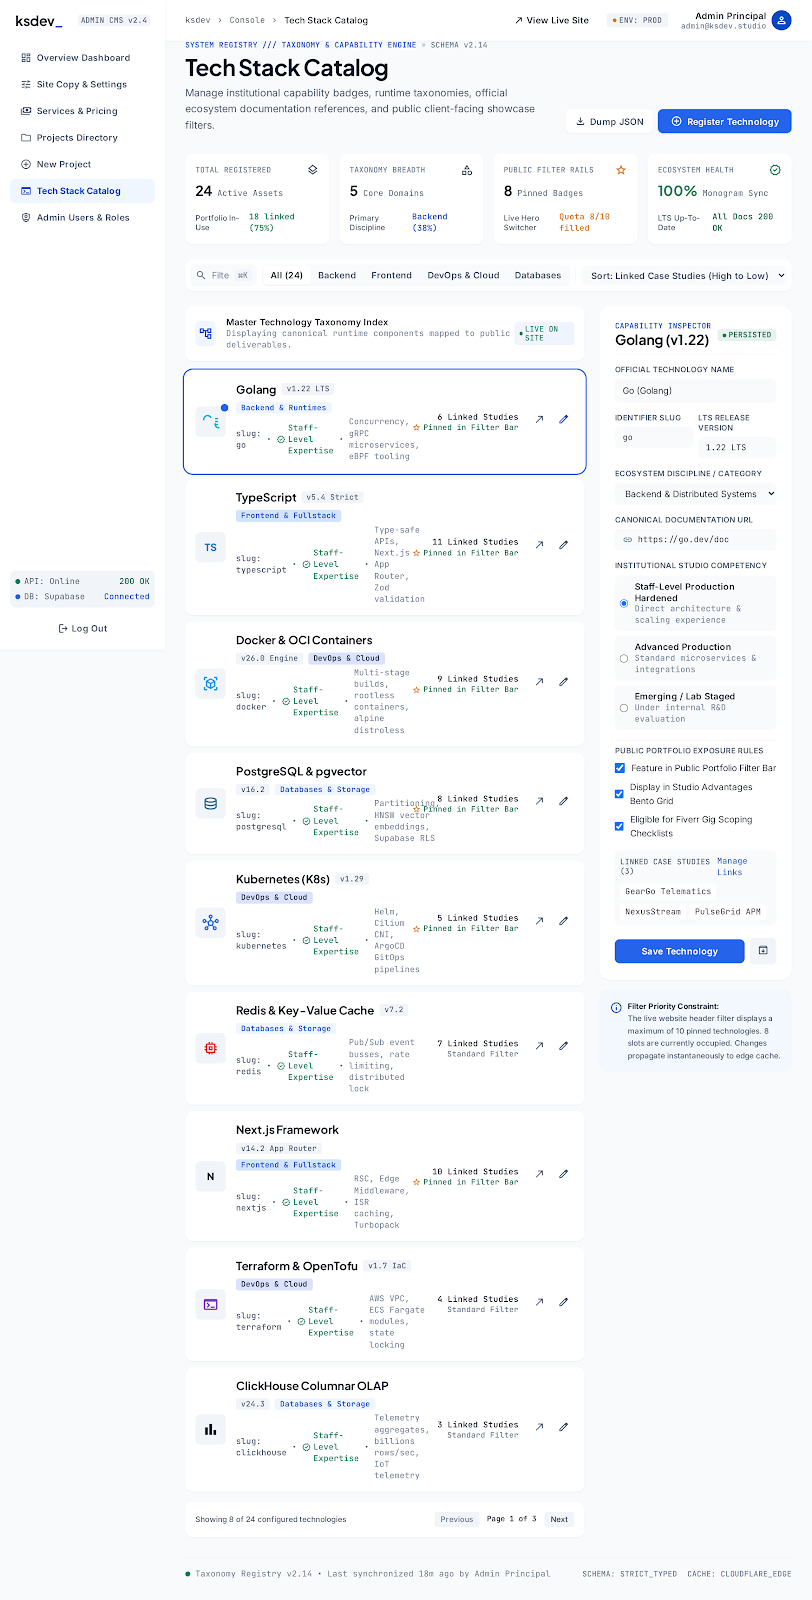 ksdev_
ADMIN CMS v2.4
Overview Dashboard
Site Copy & Settings
Services & Pricing
Projects Directory
New Project
Tech Stack Catalog
Admin Users & Roles
API: Online 200 OK
DB: Supabase Connected
Log Out
ksdev > Console > Tech Stack Catalog
View Live Site
ENV: PROD
Admin Principal
admin@ksdev.studio
SYSTEM REGISTRY /// TAXONOMY & CAPABILITY ENGINE • SCHEMA v2.14
Tech Stack Catalog
Manage institutional capability badges, runtime taxonomies, official
ecosystem documentation references, and public client-facing showcase
filters.
Dump JSON
Register Technology
TOTAL REGISTERED
24 Active Assets
Portfolio In-
Use
18 linked
(75%)
TAXONOMY BREADTH
5 Core Domains
Primary
Discipline
Backend
(38%)
PUBLIC FILTER RAILS
8 Pinned Badges
Live Hero
Switcher
Quota 8/10
filled
ECOSYSTEM HEALTH
100% Monogram Sync
LTS Up-To-
Date
All Docs 200
OK
Filte ⌘K
All (24)
Backend
Frontend
DevOps & Cloud
Databases
Sort: Linked Case Studies (High to Low)
Master Technology Taxonomy Index
Displaying canonical runtime components mapped to public
deliverables.
LIVE ON
SITE
Golang v1.22 LTS
Backend & Runtimes
slug:
go
•
Staff-
Level
Expertise
•
Concurrency,
gRPC
microservices,
eBPF tooling
6 Linked Studies
Pinned in Filter Bar
TS
TypeScript v5.4 Strict
Frontend & Fullstack
slug:
typescript
•
Staff-
Level
Expertise
•
Type-safe
APIs,
Next.js
App
Router,
Zod
validation
11 Linked Studies
Pinned in Filter Bar
Docker & OCI Containers
v26.0 Engine DevOps & Cloud
slug:
docker
•
Staff-
Level
Expertise
•
Multi-stage
builds,
rootless
containers,
alpine
distroless
9 Linked Studies
Pinned in Filter Bar
PostgreSQL & pgvector
v16.2 Databases & Storage
slug:
postgresql
•
Staff-
Level
Expertise
•
Partitioning,
HNSW vector
embeddings,
Supabase RLS
8 Linked Studies
Pinned in Filter Bar
Kubernetes (K8s) v1.29
DevOps & Cloud
slug:
kubernetes
•
Staff-
Level
Expertise
•
Helm,
Cilium
CNI,
ArgoCD
GitOps
pipelines
5 Linked Studies
Pinned in Filter Bar
Redis & Key-Value Cache v7.2
Databases & Storage
slug:
redis
•
Staff-
Level
Expertise
•
Pub/Sub event
busses, rate
limiting,
distributed
lock
7 Linked Studies
Standard Filter
N
Next.js Framework
v14.2 App Router
Frontend & Fullstack
slug:
nextjs
•
Staff-
Level
Expertise
•
RSC, Edge
Middleware,
ISR
caching,
Turbopack
10 Linked Studies
Pinned in Filter Bar
Terraform & OpenTofu v1.7 IaC
DevOps & Cloud
slug:
terraform
•
Staff-
Level
Expertise
•
AWS VPC,
ECS Fargate
modules,
state
locking
4 Linked Studies
Standard Filter
ClickHouse Columnar OLAP
v24.3 Databases & Storage
slug:
clickhouse
•
Staff-
Level
Expertise
•
Telemetry
aggregates,
billions
rows/sec,
IoT
telemetry
3 Linked Studies
Standard Filter
Showing 8 of 24 configured technologies
Previous
Page 1 of 3
Next
CAPABILITY INSPECTOR
Golang (v1.22)
PERSISTED
OFFICIAL TECHNOLOGY NAME
Go (Golang)
IDENTIFIER SLUG
go
LTS RELEASE
VERSION
1.22 LTS
ECOSYSTEM DISCIPLINE / CATEGORY
Backend & Distributed Systems
CANONICAL DOCUMENTATION URL
https://go.dev/doc
INSTITUTIONAL STUDIO COMPETENCY
Staff-Level Production
Hardened
Direct architecture &
scaling experience
Advanced Production
Standard microservices &
integrations
Emerging / Lab Staged
Under internal R&D
evaluation
PUBLIC PORTFOLIO EXPOSURE RULES
Feature in Public Portfolio Filter Bar
Display in Studio Advantages
Bento Grid
Eligible for Fiverr Gig Scoping
Checklists
LINKED CASE STUDIES
(3)
Manage
Links
GearGo Telematics
NexusStream
PulseGrid APM
Save Technology
Filter Priority Constraint:
The live website header filter displays a
maximum of 10 pinned technologies. 8
slots are currently occupied. Changes
propagate instantaneously to edge cache.
Taxonomy Registry v2.14 • Last synchronized 18m ago by Admin Principal
SCHEMA: STRICT_TYPED CACHE: CLOUDFLARE_EDGE